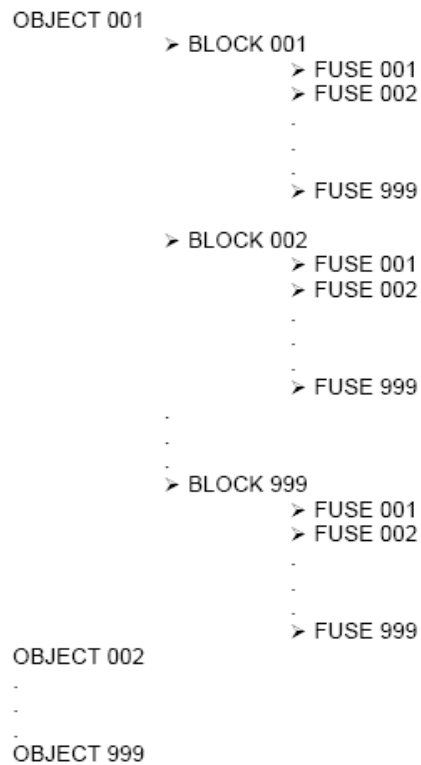 OBJECT 001
➢ BLOCK 001
➢ FUSE 001
➢ FUSE 002
.
.
.
➢ FUSE 999
➢ BLOCK 002
➢ FUSE 001
➢ FUSE 002
.
.
.
➢ FUSE 999
.
.
.
➢ BLOCK 999
➢ FUSE 001
➢ FUSE 002
.
.
.
➢ FUSE 999
OBJECT 002
.
.
.
OBJECT 999